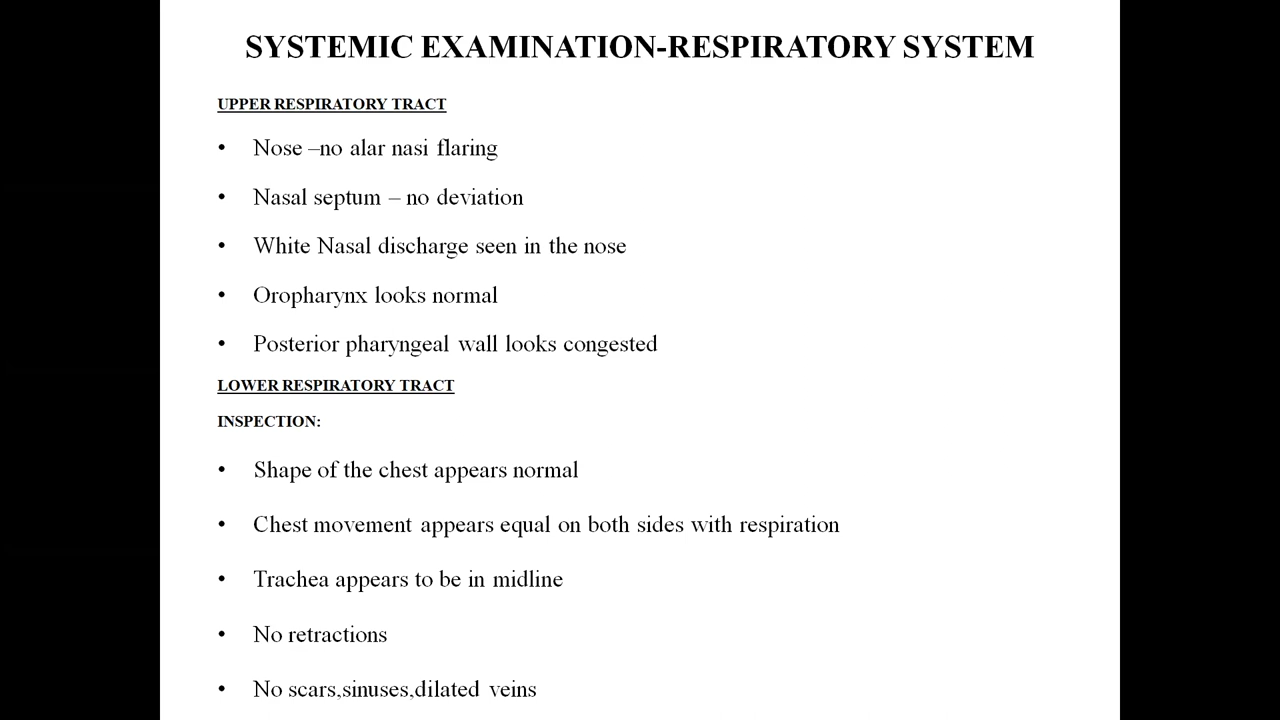 SYSTEMIC EXAMINATION-RESPIRATORY SYSTEM
UPPER RESPIRATORY TRACT
• Nose –no alar nasi flaring
• Nasal septum – no deviation
• White Nasal discharge seen in the nose
• Oropharynx looks normal
• Posterior pharyngeal wall looks congested
LOWER RESPIRATORY TRACT
INSPECTION:
• Shape of the chest appears normal
• Chest movement appears equal on both sides with respiration
• Trachea appears to be in midline
• No retractions
• No scars,sinuses,dilated veins